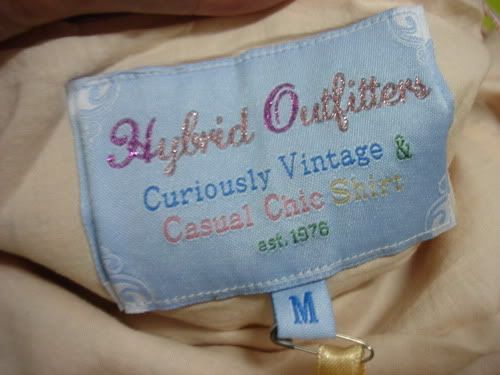 Hybrid Outfitters
Curiously Vintage &
Casual Chic Shirt
est. 1976
M